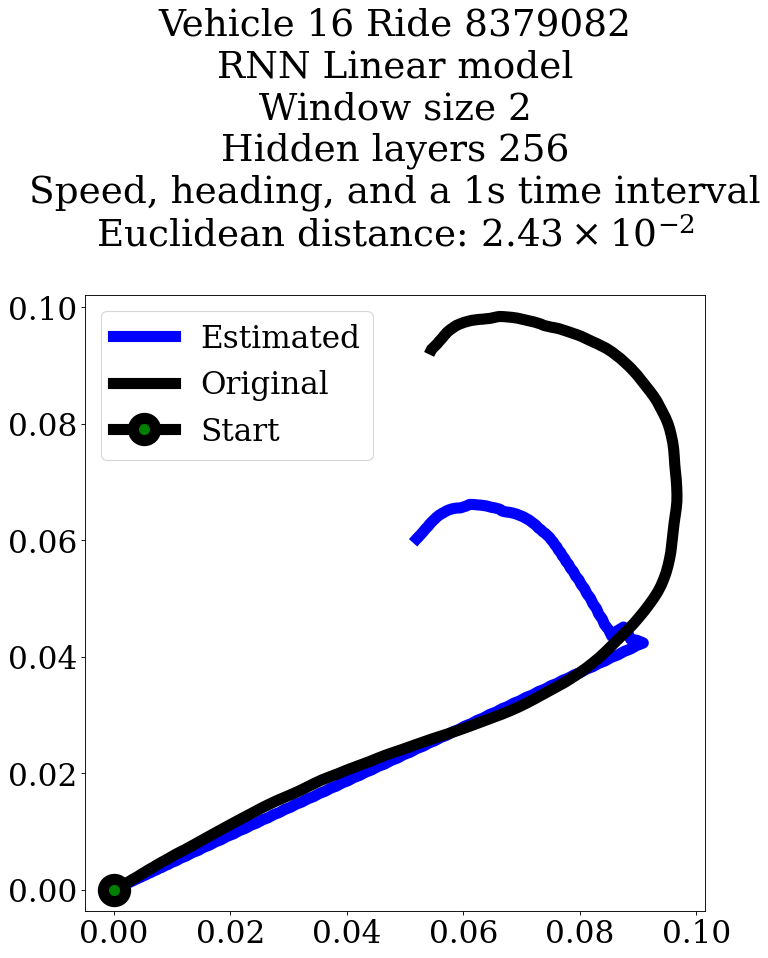 Vehicle 16 Ride 8379082
RNN Linear model
Window size 2
Hidden layers 256
Speed, heading, and a 1s time interval
Euclidean distance: 2.43 × 10⁻²
Estimated
Original
Start
0.10
0.08
0.06
0.04
0.02
0.00
0.00 0.02 0.04 0.06 0.08 0.10